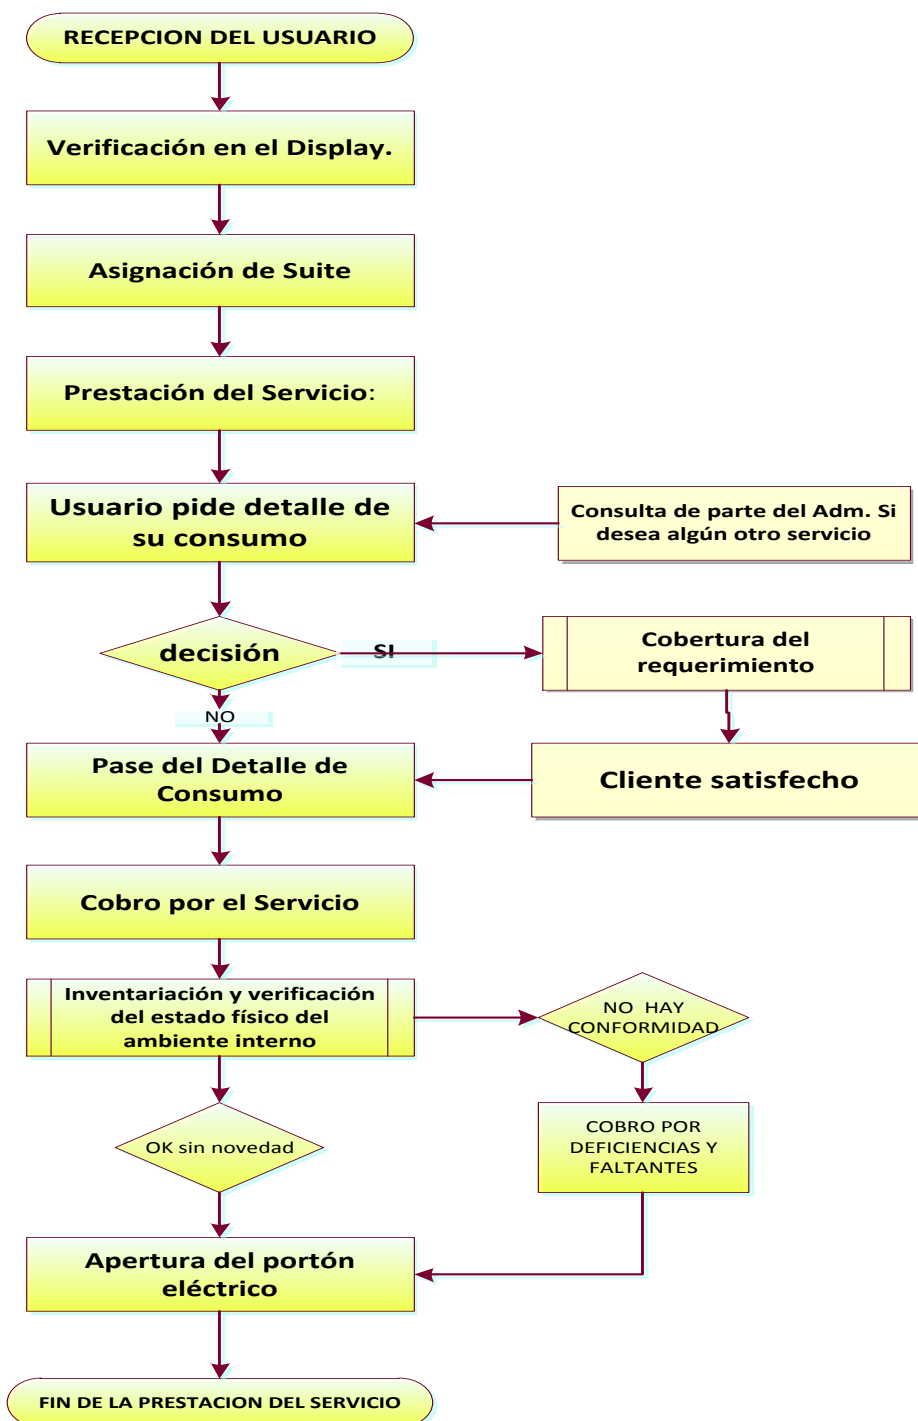 RECEPCION DEL USUARIO
Verificación en el Display.
Asignación de Suite
Prestación del Servicio:
Usuario pide detalle de
su consumo
Consulta de parte del Adm. Si
desea algún otro servicio
decisión
SI
Cobertura del
requerimiento
NO
Pase del Detalle de
Consumo
Cliente satisfecho
Cobro por el Servicio
Inventariación y verificación
del estado físico del
ambiente interno
NO HAY
CONFORMIDAD
OK sin novedad
COBRO POR
DEFICIENCIAS Y
FALTANTES
Apertura del portón
eléctrico
FIN DE LA PRESTACION DEL SERVICIO